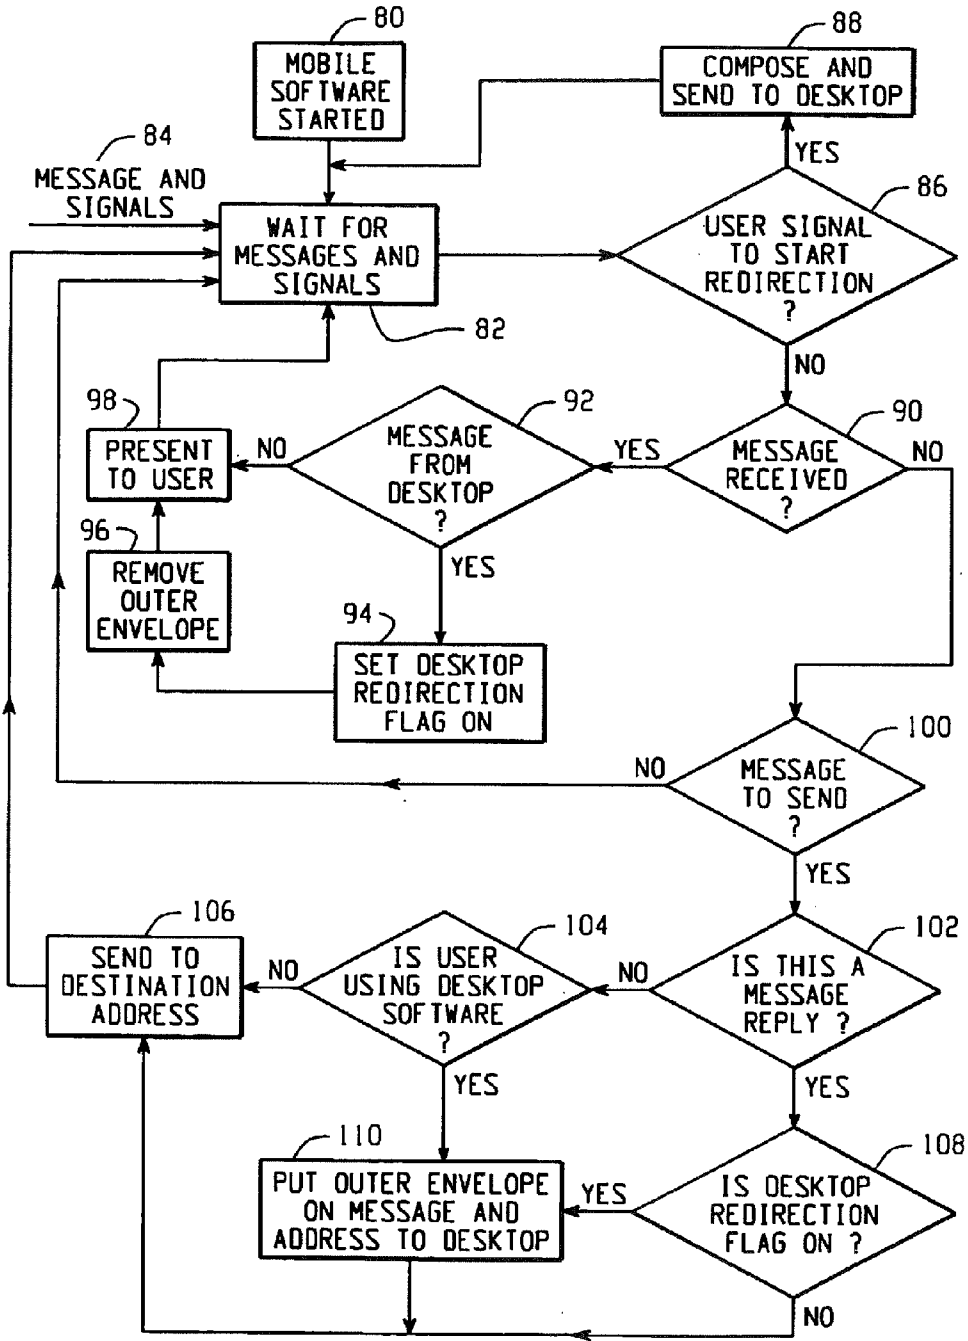 80
MOBILE
SOFTWARE
STARTED
88
COMPOSE AND
SEND TO DESKTOP
YES
84
MESSAGE AND
SIGNALS
WAIT FOR
MESSAGES AND
SIGNALS
82
86
USER SIGNAL
TO START
REDIRECTION
?
NO
98
PRESENT
TO USER
NO
92
MESSAGE
FROM
DESKTOP
?
YES
YES
90
MESSAGE
RECEIVED
?
NO
96
REMOVE
OUTER
ENVELOPE
94
SET DESKTOP
REDIRECTION
FLAG ON
100
MESSAGE
TO SEND
?
NO
YES
106
SEND TO
DESTINATION
ADDRESS
NO
104
IS USER
USING DESKTOP
SOFTWARE
?
YES
NO
102
IS THIS A
MESSAGE
REPLY ?
YES
110
PUT OUTER ENVELOPE
ON MESSAGE AND
ADDRESS TO DESKTOP
YES
108
IS DESKTOP
REDIRECTION
FLAG ON ?
NO